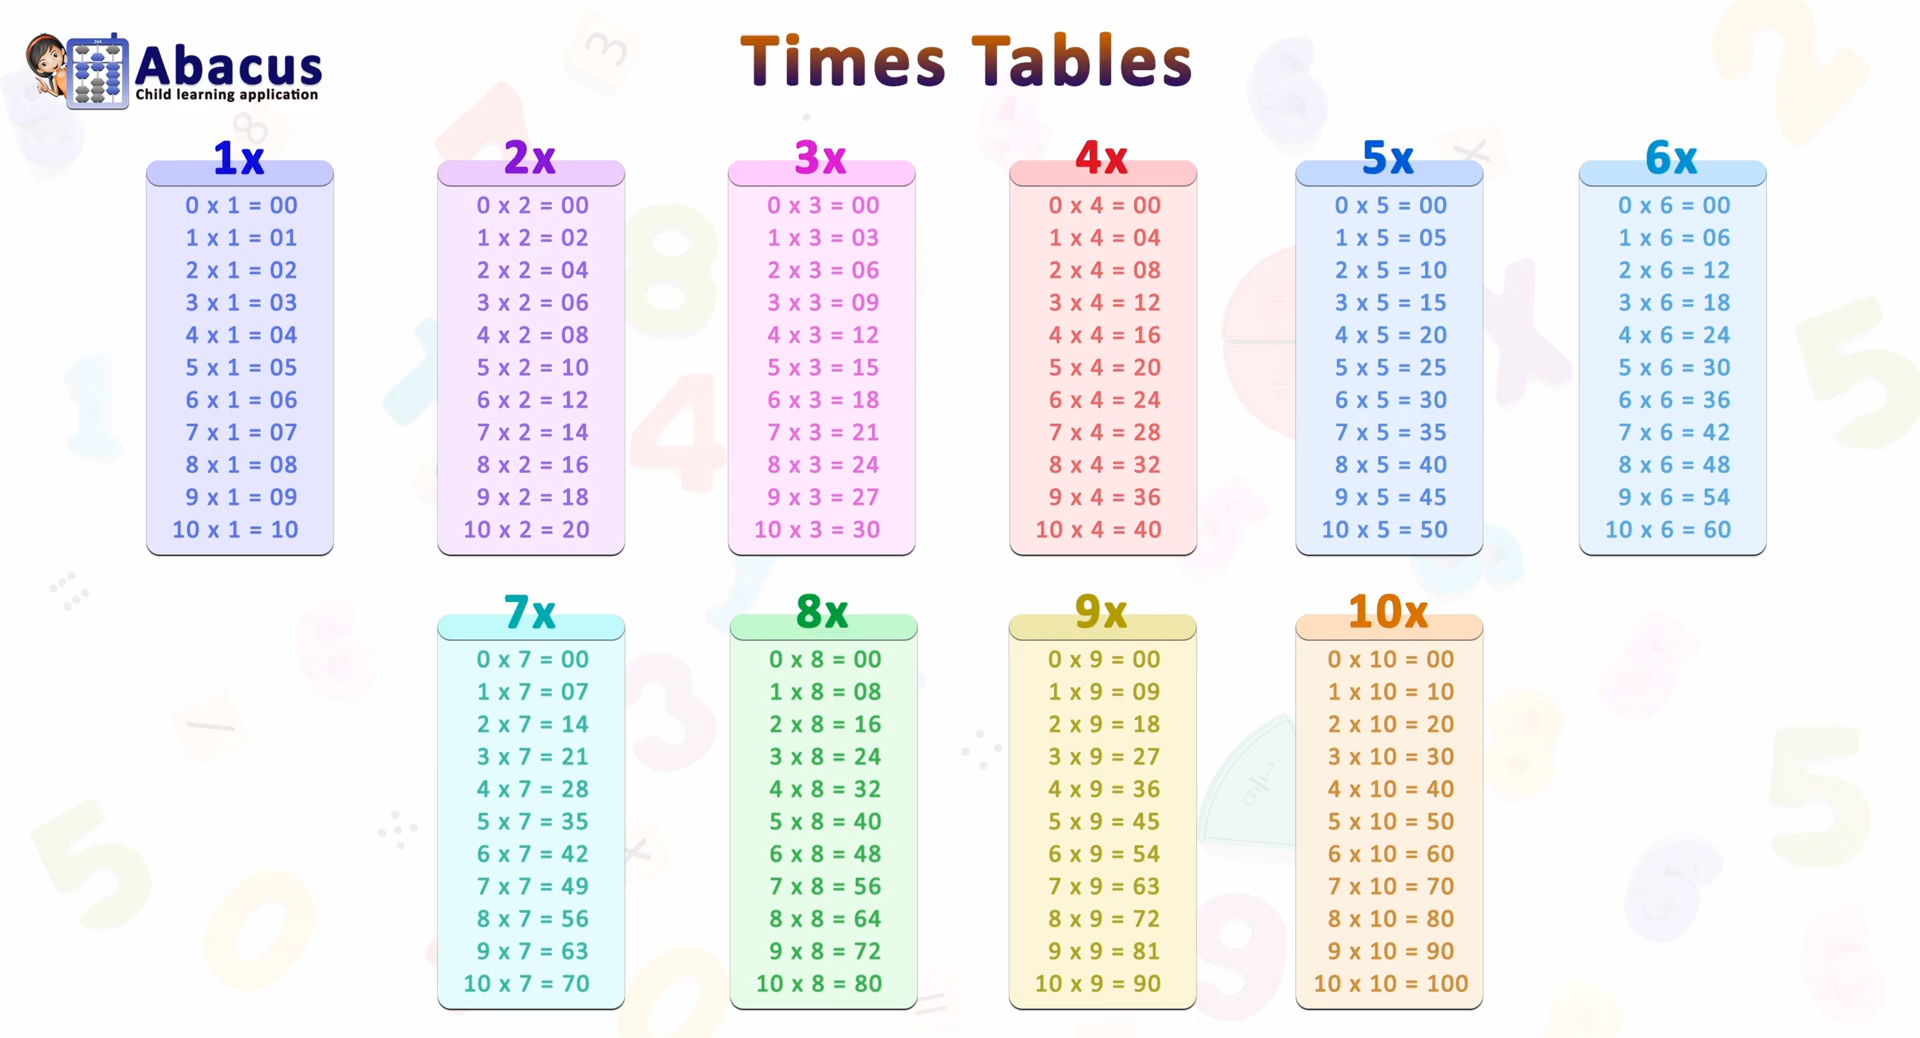 Abacus
Child learning application
Times Tables
1x
0 x 1 = 00
1 x 1 = 01
2 x 1 = 02
3 x 1 = 03
4 x 1 = 04
5 x 1 = 05
6 x 1 = 06
7 x 1 = 07
8 x 1 = 08
9 x 1 = 09
10 x 1 = 10
2x
0 x 2 = 00
1 x 2 = 02
2 x 2 = 04
3 x 2 = 06
4 x 2 = 08
5 x 2 = 10
6 x 2 = 12
7 x 2 = 14
8 x 2 = 16
9 x 2 = 18
10 x 2 = 20
3x
0 x 3 = 00
1 x 3 = 03
2 x 3 = 06
3 x 3 = 09
4 x 3 = 12
5 x 3 = 15
6 x 3 = 18
7 x 3 = 21
8 x 3 = 24
9 x 3 = 27
10 x 3 = 30
4x
0 x 4 = 00
1 x 4 = 04
2 x 4 = 08
3 x 4 = 12
4 x 4 = 16
5 x 4 = 20
6 x 4 = 24
7 x 4 = 28
8 x 4 = 32
9 x 4 = 36
10 x 4 = 40
5x
0 x 5 = 00
1 x 5 = 05
2 x 5 = 10
3 x 5 = 15
4 x 5 = 20
5 x 5 = 25
6 x 5 = 30
7 x 5 = 35
8 x 5 = 40
9 x 5 = 45
10 x 5 = 50
6x
0 x 6 = 00
1 x 6 = 06
2 x 6 = 12
3 x 6 = 18
4 x 6 = 24
5 x 6 = 30
6 x 6 = 36
7 x 6 = 42
8 x 6 = 48
9 x 6 = 54
10 x 6 = 60
7x
0 x 7 = 00
1 x 7 = 07
2 x 7 = 14
3 x 7 = 21
4 x 7 = 28
5 x 7 = 35
6 x 7 = 42
7 x 7 = 49
8 x 7 = 56
9 x 7 = 63
10 x 7 = 70
8x
0 x 8 = 00
1 x 8 = 08
2 x 8 = 16
3 x 8 = 24
4 x 8 = 32
5 x 8 = 40
6 x 8 = 48
7 x 8 = 56
8 x 8 = 64
9 x 8 = 72
10 x 8 = 80
9x
0 x 9 = 00
1 x 9 = 09
2 x 9 = 18
3 x 9 = 27
4 x 9 = 36
5 x 9 = 45
6 x 9 = 54
7 x 9 = 63
8 x 9 = 72
9 x 9 = 81
10 x 9 = 90
10x
0 x 10 = 00
1 x 10 = 10
2 x 10 = 20
3 x 10 = 30
4 x 10 = 40
5 x 10 = 50
6 x 10 = 60
7 x 10 = 70
8 x 10 = 80
9 x 10 = 90
10 x 10 = 100